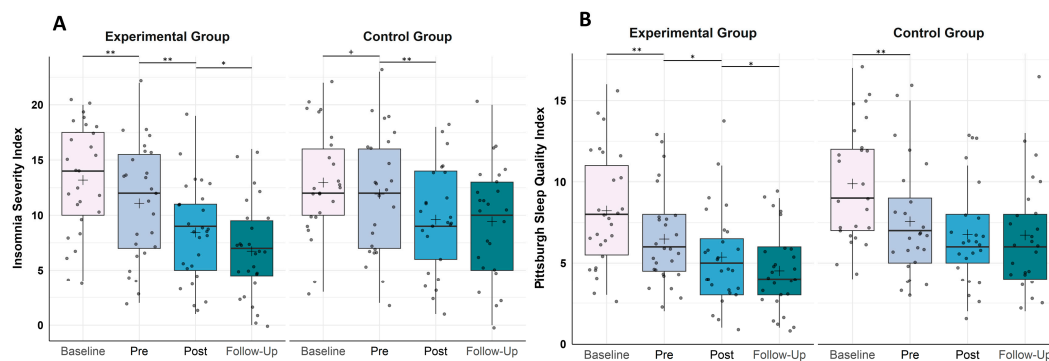 A
Experimental Group
Control Group
** ** * + **
Insomnia Severity Index
20
15
10
5
0
Baseline Pre Post Follow-Up
Baseline Pre Post Follow-Up
B
Experimental Group
Control Group
** * * **
Pittsburgh Sleep Quality Index
15
10
5
0
Baseline Pre Post Follow-Up
Baseline Pre Post Follow-Up